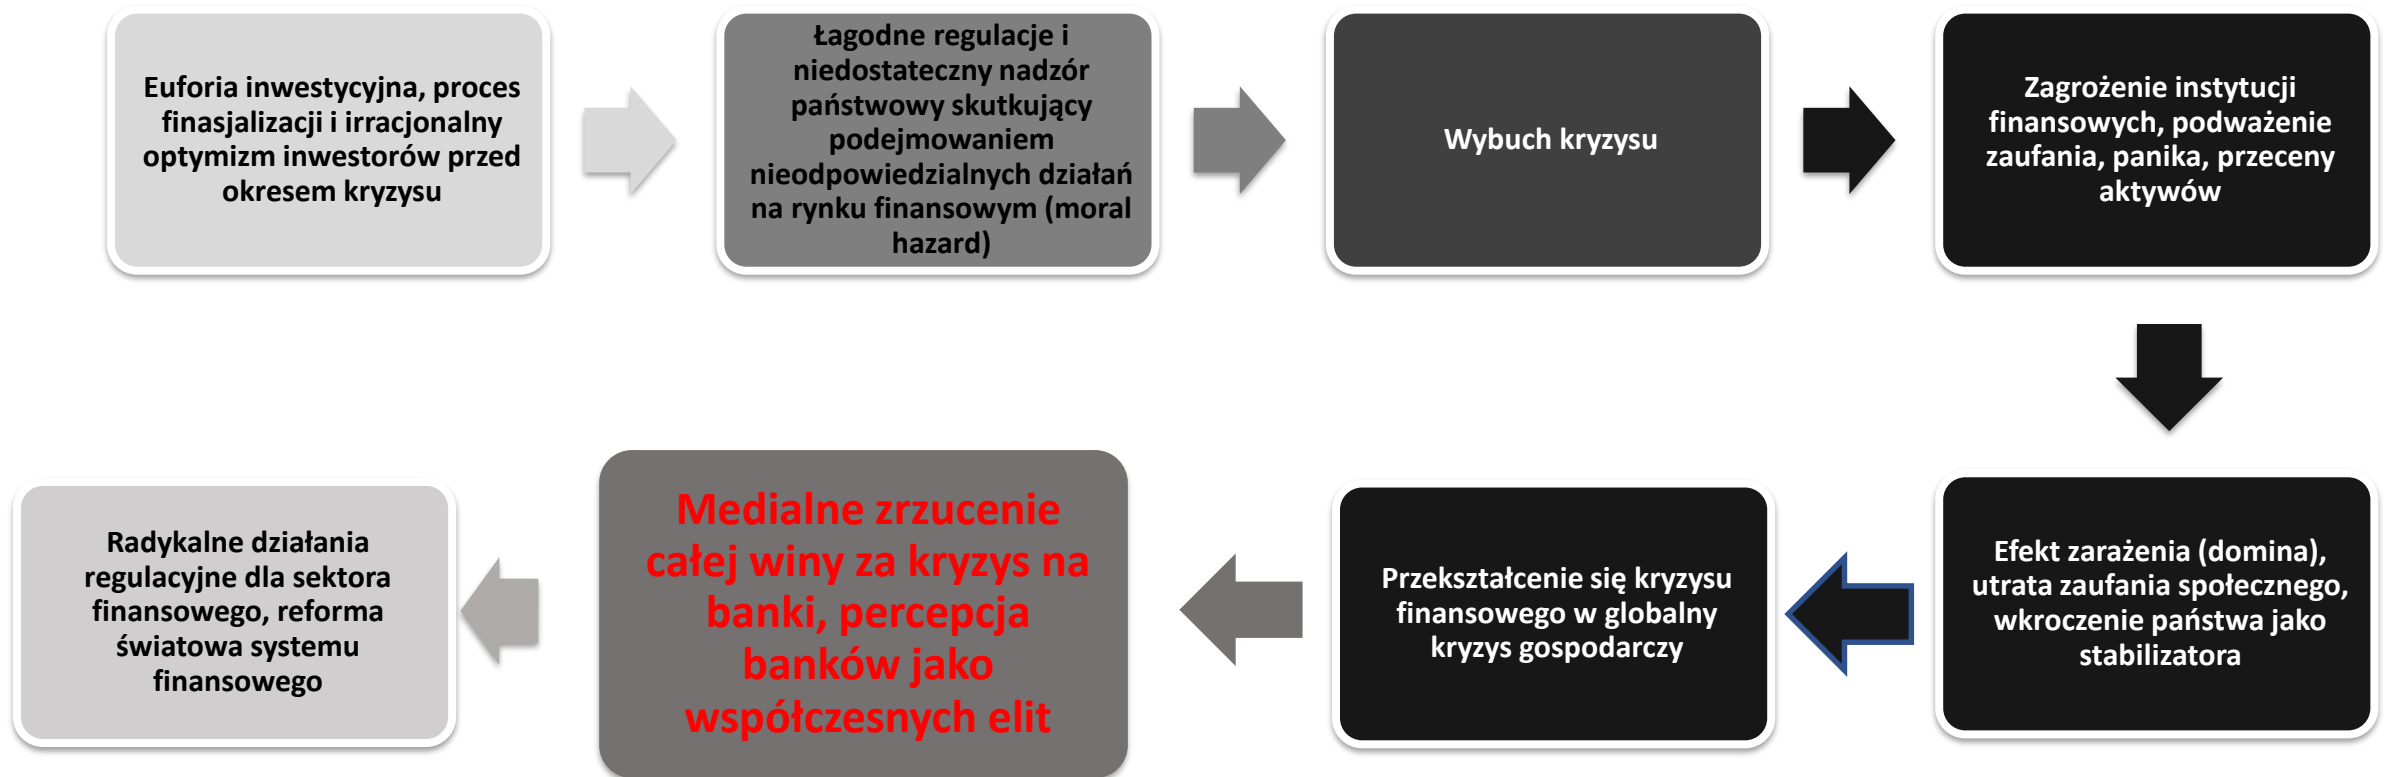 Euforia inwestycyjna, proces
finasjalizacji i irracjonalny
optymizm inwestorów przed
okresem kryzysu
Łagodne regulacje i
niedostateczny nadzór
państwowy skutkujący
podejmowaniem
nieodpowiedzialnych działań
na rynku finansowym (moral
hazard)
Wybuch kryzysu
Zagrożenie instytucji
finansowych, podważenie
zaufania, panika, przeceny
aktywów
Efekt zarażenia (domina),
utrata zaufania społecznego,
wkroczenie państwa jako
stabilizatora
Przekształcenie się kryzysu
finansowego w globalny
kryzys gospodarczy
Medialne zrzucenie
całej winy za kryzys na
banki, percepcja
banków jako
współczesnych elit
Radykalne działania
regulacyjne dla sektora
finansowego, reforma
światowa systemu
finansowego